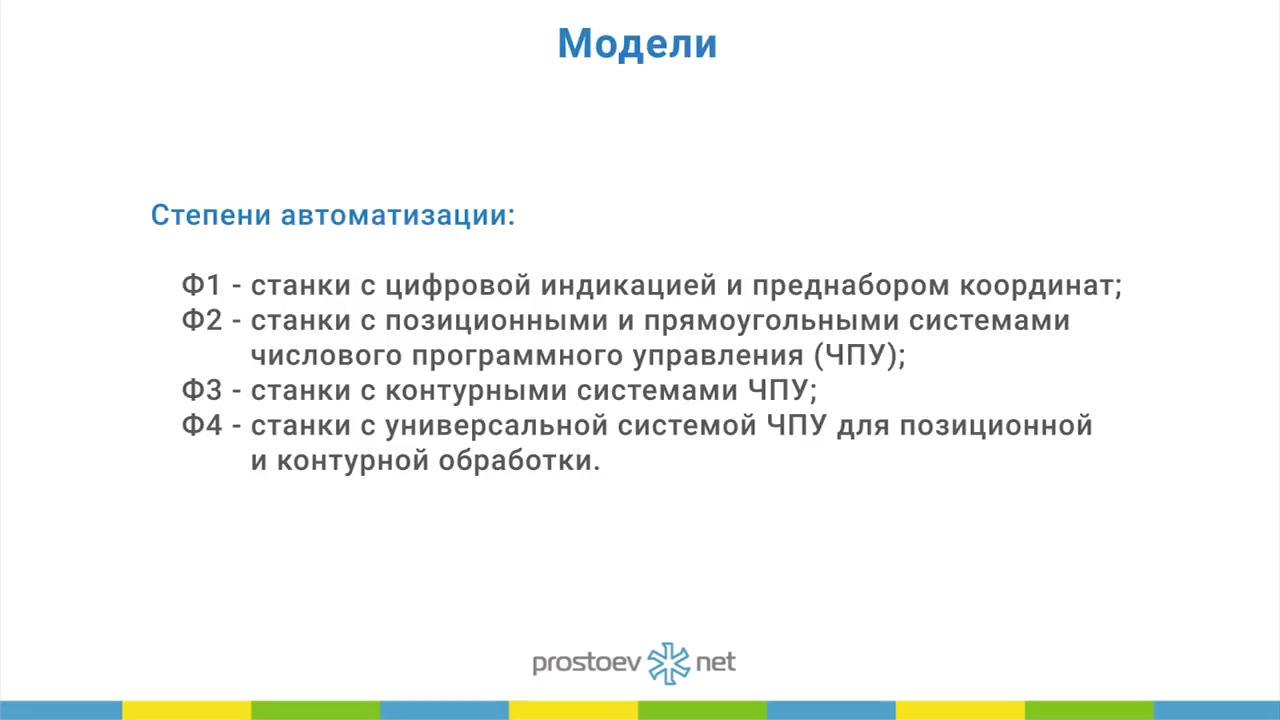 Модели
Степени автоматизации:
Ф1 - станки с цифровой индикацией и преднабором координат;
Ф2 - станки с позиционными и прямоугольными системами
числового программного управления (ЧПУ);
Ф3 - станки с контурными системами ЧПУ;
Ф4 - станки с универсальной системой ЧПУ для позиционной
и контурной обработки.
prostoev net